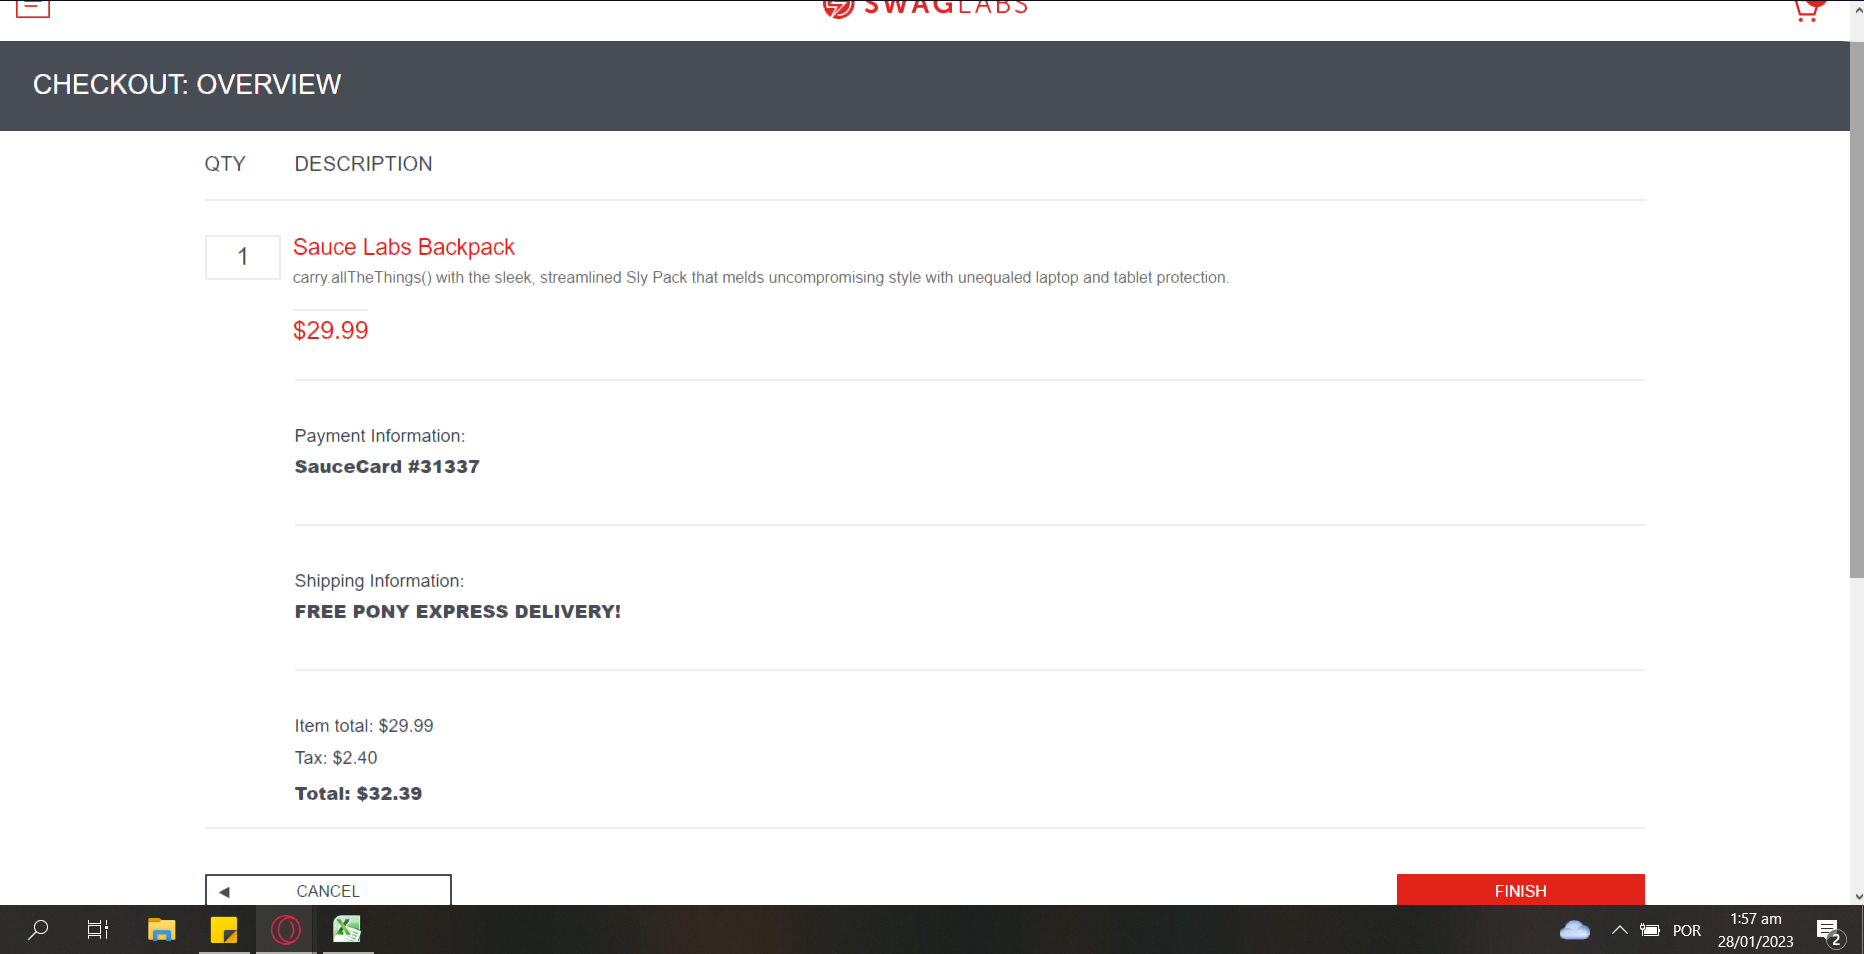 SWAGLABS
CHECKOUT: OVERVIEW
QTY DESCRIPTION
1 Sauce Labs Backpack
carry.allTheThings() with the sleek, streamlined Sly Pack that melds uncompromising style with unequaled laptop and tablet protection.
$29.99
Payment Information:
SauceCard #31337
Shipping Information:
FREE PONY EXPRESS DELIVERY!
Item total: $29.99
Tax: $2.40
Total: $32.39
CANCEL FINISH
POR 1:57 am
28/01/2023 2